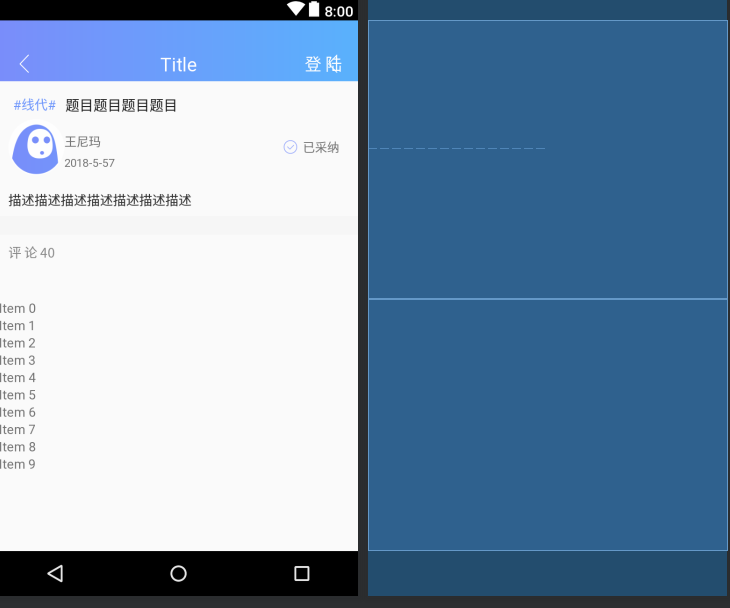 8:00
Title
登 陆
#线代# 题目题目题目题目
王尼玛
已采纳
2018-5-57
描述描述描述描述描述描述描述
评 论 40
Item 0
Item 1
Item 2
Item 3
Item 4
Item 5
Item 6
Item 7
Item 8
Item 9